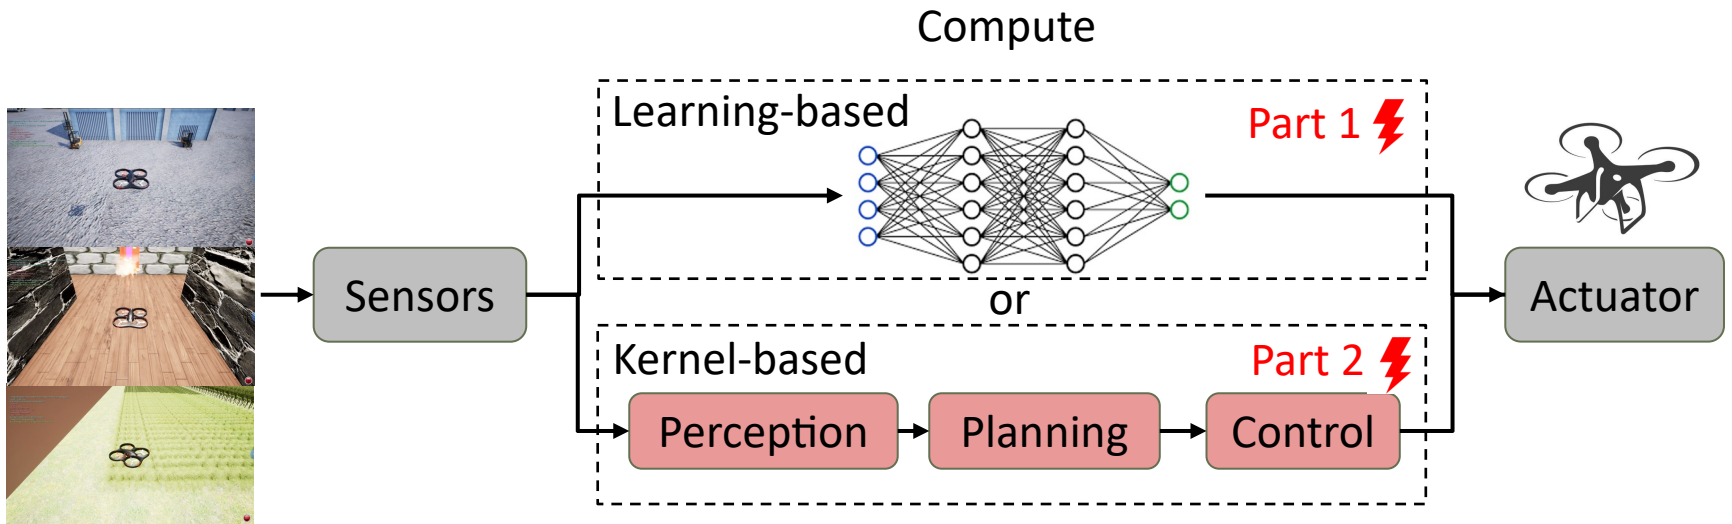 Compute
Learning-based
Part 1
Sensors
or
Actuator
Kernel-based
Part 2
Perception
Planning
Control